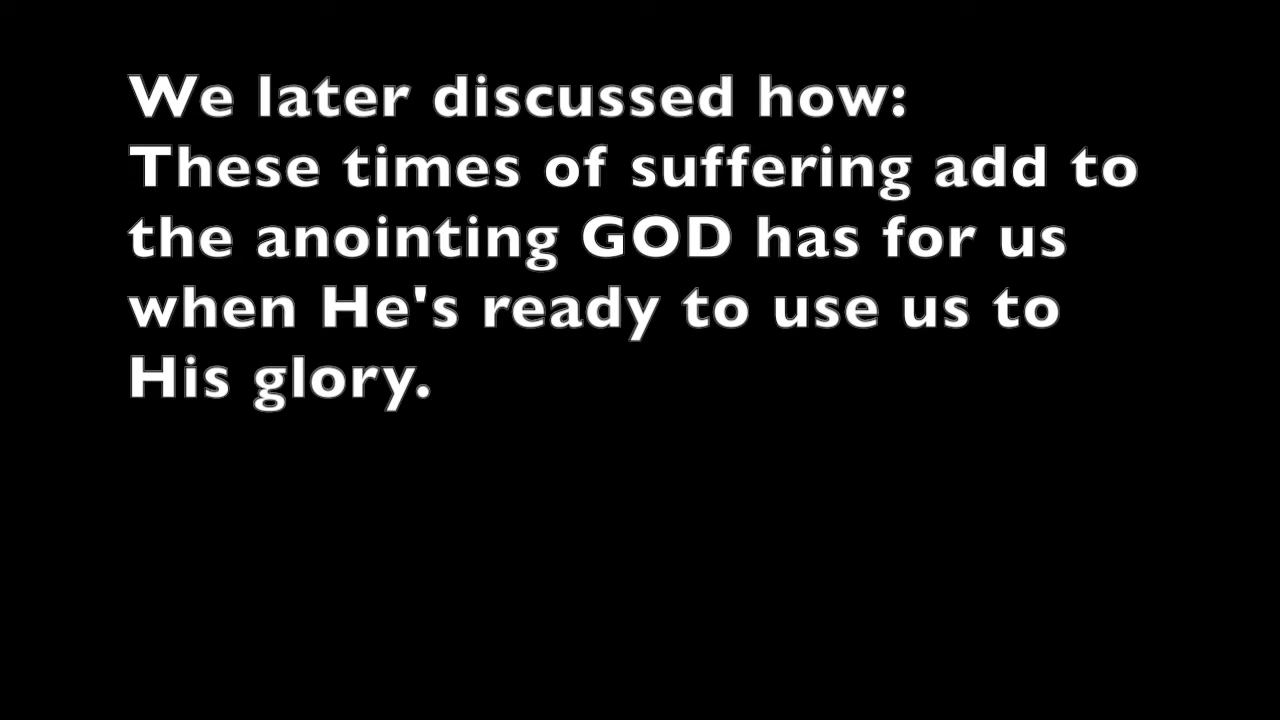 We later discussed how:
These times of suffering add to
the anointing GOD has for us
when He's ready to use us to
His glory.